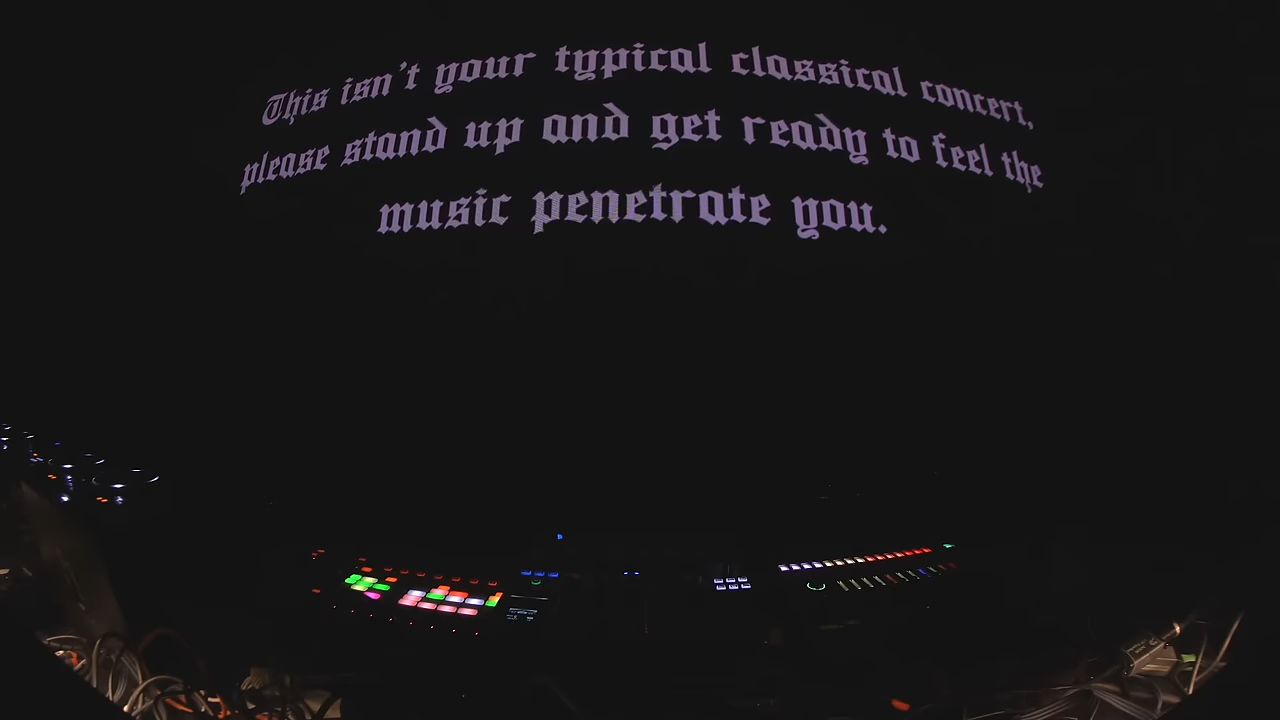 This isn't your typical classical concert,
please stand up and get ready to feel the
music penetrate you.